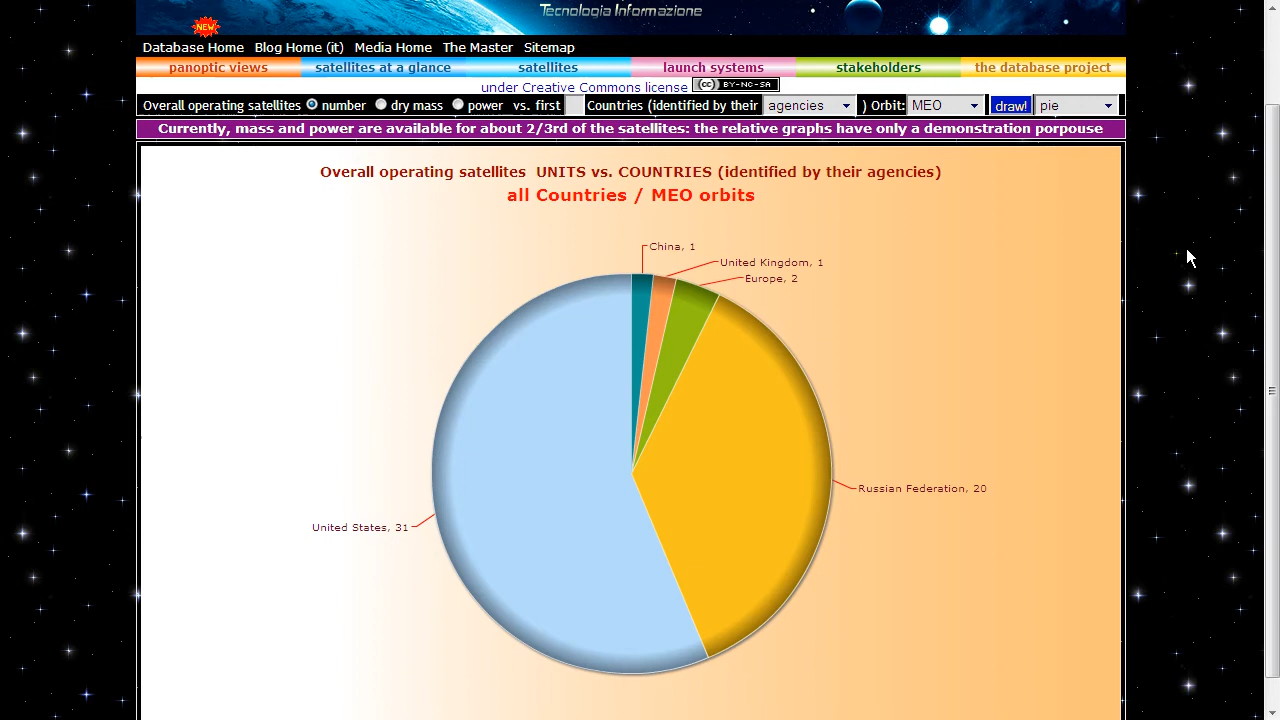 Tecnologia Informazione
NEW
Database Home Blog Home (it) Media Home The Master Sitemap
panoptic views satellites at a glance satellites launch systems stakeholders the database project
under Creative Commons license cc BY-NC-SA
Overall operating satellites number dry mass power vs. first Countries (identified by their agencies ) Orbit: MEO draw! pie
Currently, mass and power are available for about 2/3rd of the satellites: the relative graphs have only a demonstration porpouse
Overall operating satellites UNITS vs. COUNTRIES (identified by their agencies)
all Countries / MEO orbits
China, 1
United Kingdom, 1
Europe, 2
Russian Federation, 20
United States, 31